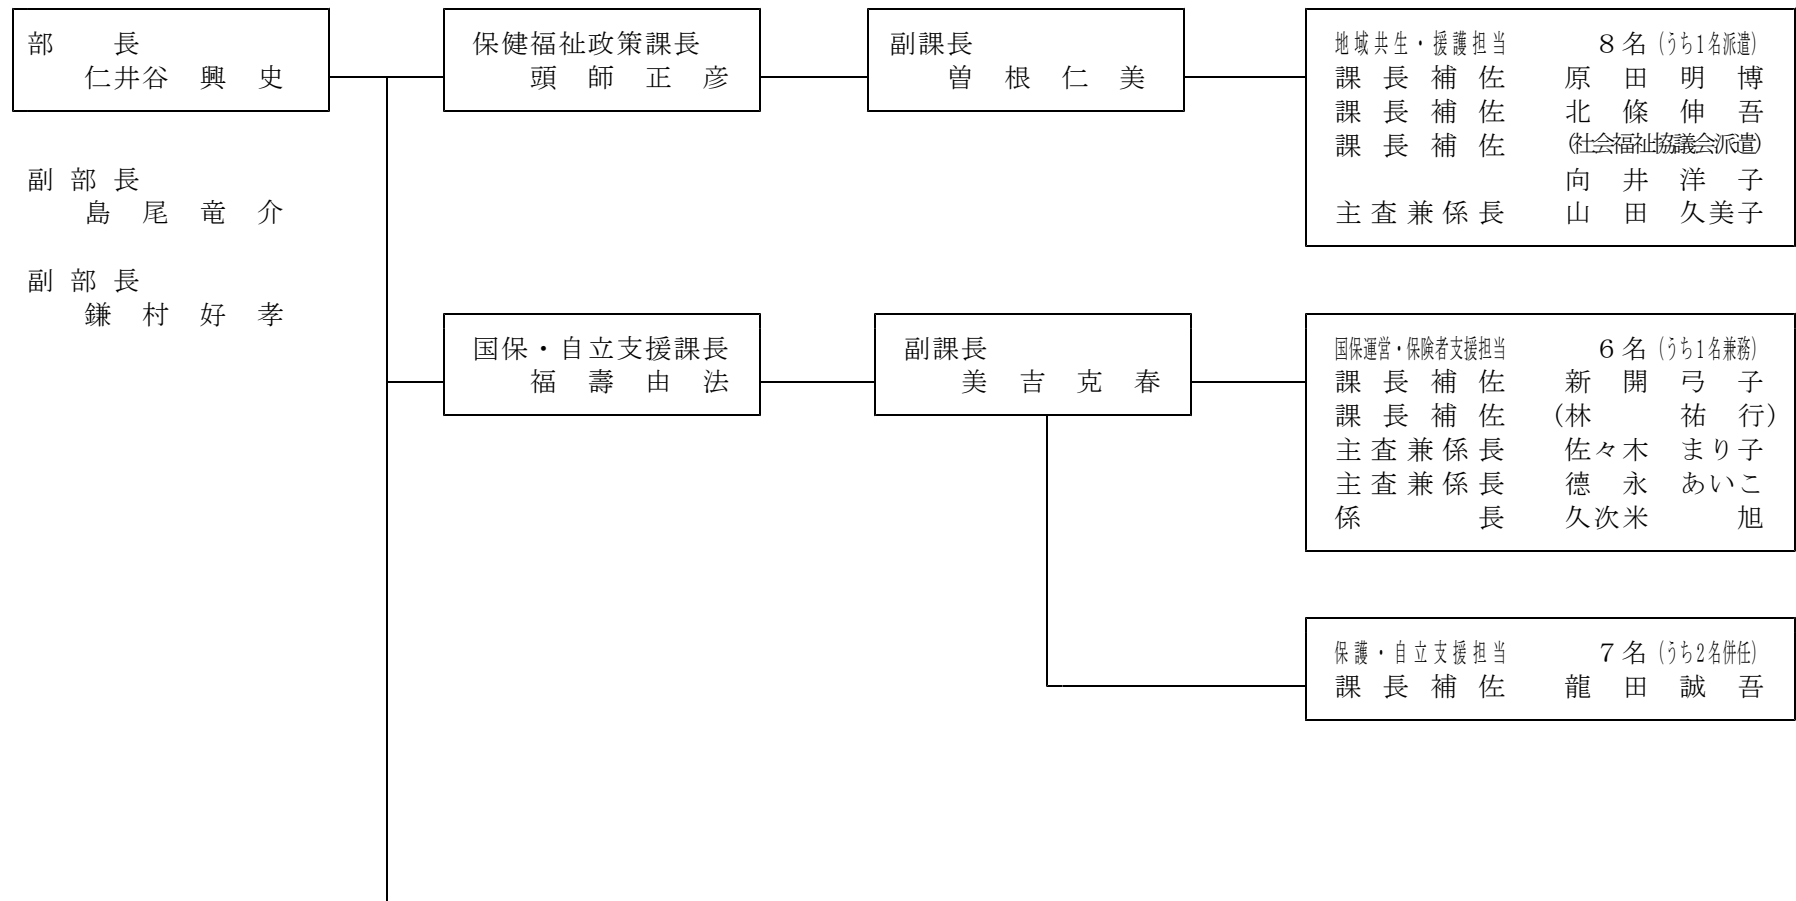 部　　長
仁井谷　興　史
副 部 長
島　尾　竜　介
副 部 長
鎌　村　好　孝
保健福祉政策課長
頭　師　正　彦
副課長
曽　根　仁　美
地域共生・援護担当　８名（うち1名派遣）
課 長 補 佐　原　田　明　博
課 長 補 佐　北　條　伸　吾
課 長 補 佐　（社会福祉協議会派遣）
向　井　洋　子
主査兼係長　山　田　久美子
国保・自立支援課長
福　壽　由　法
副課長
美　吉　克　春
国保運営・保険者支援担当　６名（うち1名兼務）
課 長 補 佐　新　開　弓　子
課 長 補 佐　（林　　　祐　行）
主査兼係長　佐々木　まり子
主査兼係長　德　永　あいこ
係　　　長　久次米　　　旭
保護・自立支援担当　７名（うち2名併任）
課 長 補 佐　龍　田　誠　吾